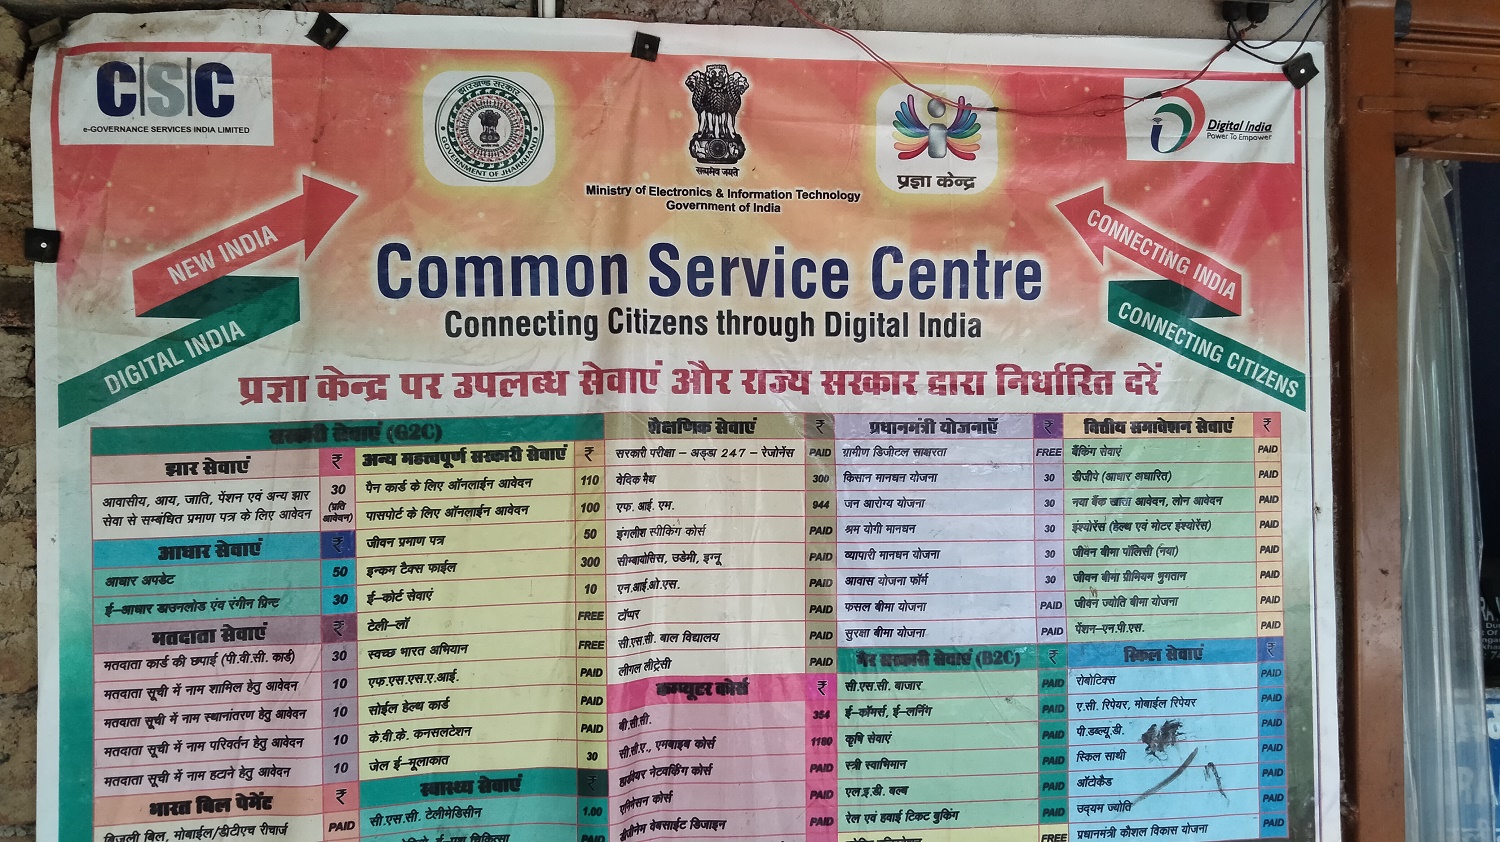 CSC
e-GOVERNANCE SERVICES INDIA LIMITED
झारखण्ड सरकार
GOVERNMENT OF JHARKHAND
सत्यमेव जयते
Ministry of Electronics & Information Technology
Government of India
प्रज्ञा केन्द्र
Digital India
Power To Empower
NEW INDIA
DIGITAL INDIA
CONNECTING INDIA
CONNECTING CITIZENS
Common Service Centre
Connecting Citizens through Digital India
प्रज्ञा केन्द्र पर उपलब्ध सेवाएं और राज्य सरकार द्वारा निर्धारित दरें
सरकारी सेवाएं (G2C)
झार सेवाएं ₹
आवासीय, आय, जाति, पेंशन एवं अन्य झार
सेवा से सम्बंधित प्रमाण पत्र के लिए आवेदन
30
(प्रति
आवेदन)
आधार सेवाएं ₹
आधार अपडेट 50
ई–आधार डाउनलोड एंव रंगीन प्रिन्ट 30
मतदाता सेवाएं ₹
मतदाता कार्ड की छपाई (पी.वी.सी. कार्ड) 30
मतदाता सूची में नाम शामिल हेतु आवेदन 10
मतदाता सूची में नाम स्थानांतरण हेतु आवेदन 10
मतदाता सूची में नाम परिवर्तन हेतु आवेदन 10
मतदाता सूची में नाम हटाने हेतु आवेदन 10
भारत बिल पेमेंट ₹
बिजली बिल, मोबाईल/डीटीएच रीचार्ज PAID
अन्य महत्वपूर्ण सरकारी सेवाएं ₹
पैन कार्ड के लिए ऑनलाईन आवेदन 110
पासपोर्ट के लिए ऑनलाईन आवेदन 100
जीवन प्रमाण पत्र 50
इन्कम टैक्स फाईल 300
ई–कोर्ट सेवाएं 10
टेली–लॉ FREE
स्वच्छ भारत अभियान FREE
एफ.एस.एस.ए.आई. PAID
सोईल हेल्थ कार्ड PAID
के.वी.के. कनसलटेशन PAID
जेल ई–मूलाकात 30
स्वास्थ्य सेवाएं ₹
सी.एस.सी. टेलीमेडिसीन 1.00
PAID
शैक्षणिक सेवाएं ₹
सरकारी परीक्षा – अड्डा 247 – रेजोनेंस PAID
वेदिक मैथ 300
एफ. आई. एम. 944
इंगलीश स्पीकिंग कोर्स PAID
सीम्बायोसिस, उडेमी, इग्नू PAID
एन.आई.ओ.एस. PAID
टॉप्पर PAID
सी.एस.सी. बाल विद्यालय PAID
लीगल लीट्रेसी PAID
कम्प्यूटर कोर्स ₹
बी.सी.सी. 354
सी.सी.ए., एमबाइब कोर्स 1180
हार्डवेयर नेटवर्किंग कोर्स PAID
एनिमेसन कोर्स PAID
डीजीनेम वेबसाईट डिजाइन PAID
प्रधानमंत्री योजनाएँ ₹
ग्रामीण डिजीटल साक्षरता FREE
किसान मानधन योजना 30
जन आरोग्य योजना 30
श्रम योगी मानधन 30
व्यापारी मानधन योजना 30
आवास योजना फॉर्म 30
फसल बीमा योजना PAID
सुरक्षा बीमा योजना PAID
गैर सरकारी सेवाएं (B2C) ₹
सी.एस.सी. बाजार PAID
ई–कॉमर्स, ई–लर्निंग PAID
कृषि सेवाएं PAID
स्त्री स्वाभिमान PAID
एल.इ.डी. बल्ब PAID
रेल एवं हवाई टिकट बुकिंग PAID
FREE
वित्तीय समावेशन सेवाएं ₹
बैंकिंग सेवाएं PAID
डीजीपे (आधार अधारित) PAID
नया बैंक खाता आवेदन, लोन आवेदन PAID
इंश्योरेंस (हेल्थ एवं मोटर इंश्योरेंस) PAID
जीवन बीमा पॉलिसी (नया) PAID
जीवन बीमा प्रीमियम भुगतान PAID
जीवन ज्योति बीमा योजना PAID
पेंशन–एन.पी.एस. PAID
स्किल सेवाएं ₹
रोबोटिक्स PAID
ए.सी. रिपेयर, मोबाईल रिपेयर PAID
पी.डब्ल्यू.डी. PAID
स्किल साथी PAID
ऑटोकैड PAID
उद्यम ज्योति PAID
प्रधानमंत्री कौशल विकास योजना PAID